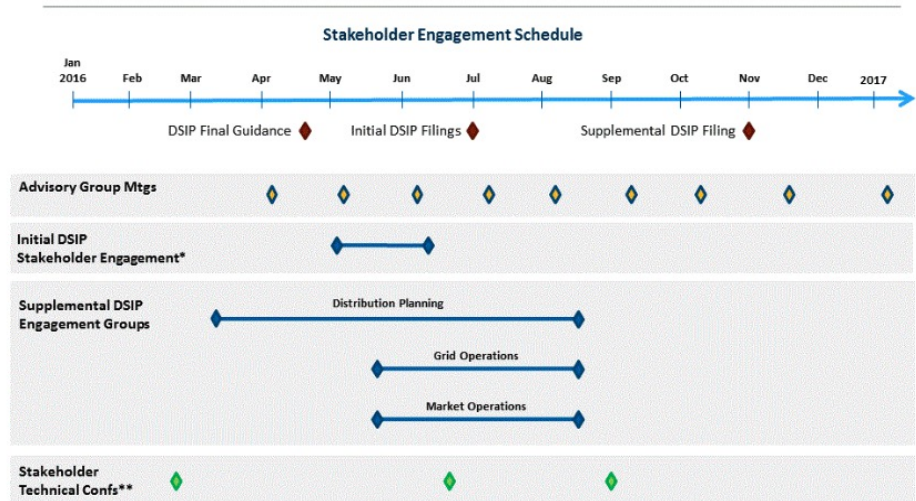 Stakeholder Engagement Schedule
Jan
2016 Feb Mar Apr May Jun Jul Aug Sep Oct Nov Dec 2017
DSIP Final Guidance Initial DSIP Filings Supplemental DSIP Filing
Advisory Group Mtgs
Initial DSIP
Stakeholder Engagement*
Supplemental DSIP
Engagement Groups
Distribution Planning
Grid Operations
Market Operations
Stakeholder
Technical Confs**